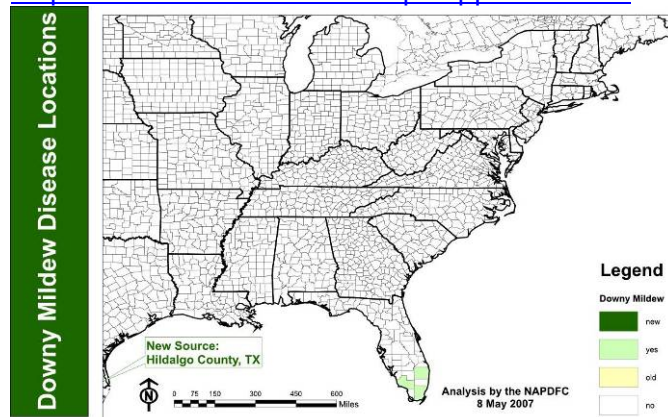 Downy Mildew Disease Locations
New Source:
Hildalgo County, TX
N
0 75 150 300 450 600
Miles
Analysis by the NAPDFC
8 May 2007
Legend
Downy Mildew
new
yes
old
no